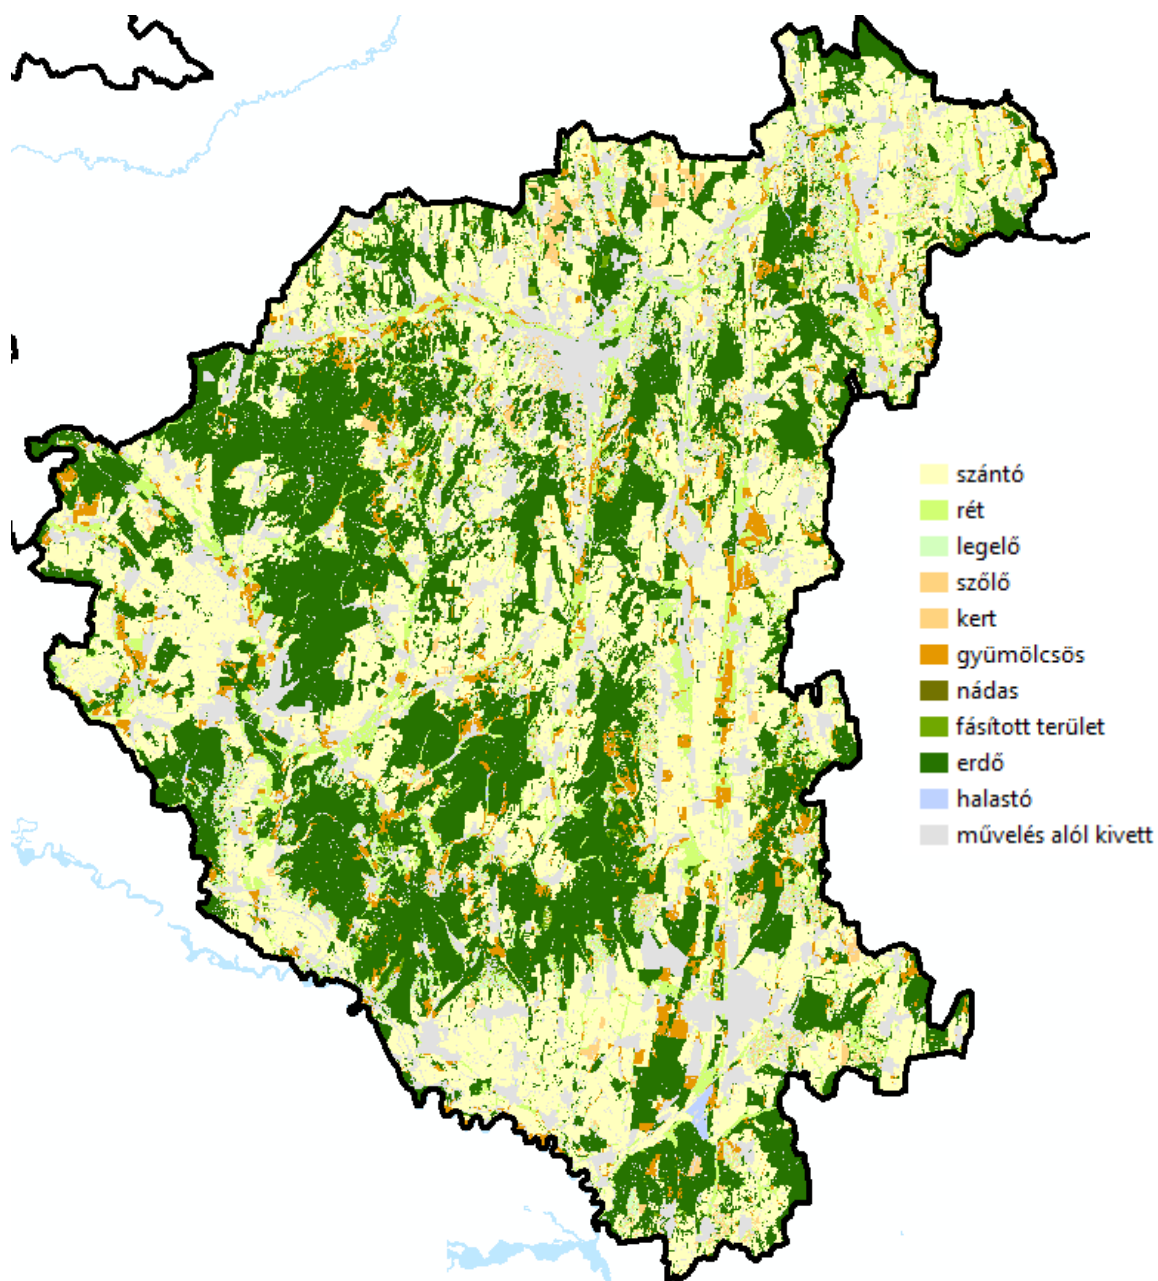 szántó
rét
legelő
szőlő
kert
gyümölcsös
nádas
fásított terület
erdő
halastó
művelés alól kivett